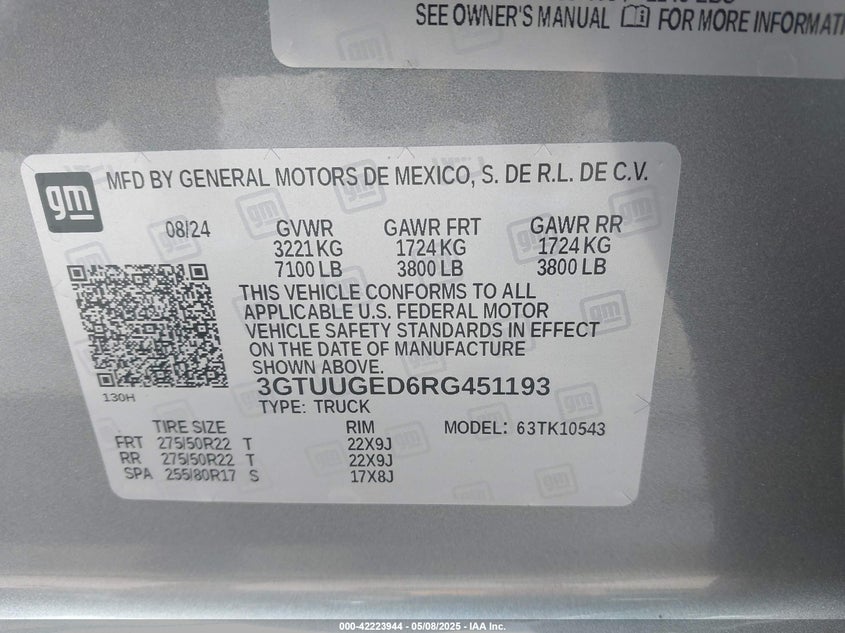 SEE OWNER'S MANUAL FOR MORE INFORMATI
gm
MFD BY GENERAL MOTORS DE MEXICO, S. DE R.L. DE C.V.
08/24 GVWR GAWR FRT GAWR RR
3221 KG 1724 KG 1724 KG
7100 LB 3800 LB 3800 LB
THIS VEHICLE CONFORMS TO ALL
APPLICABLE U.S. FEDERAL MOTOR
VEHICLE SAFETY STANDARDS IN EFFECT
ON THE DATE OF MANUFACTURE
SHOWN ABOVE.
3GTUUGED6RG451193
130H
TYPE: TRUCK
TIRE SIZE RIM MODEL: 63TK10543
FRT 275/50R22 T 22X9J
RR 275/50R22 T 22X9J
SPA 255/80R17 S 17X8J
000-42223944 - 05/08/2025 - IAA Inc.